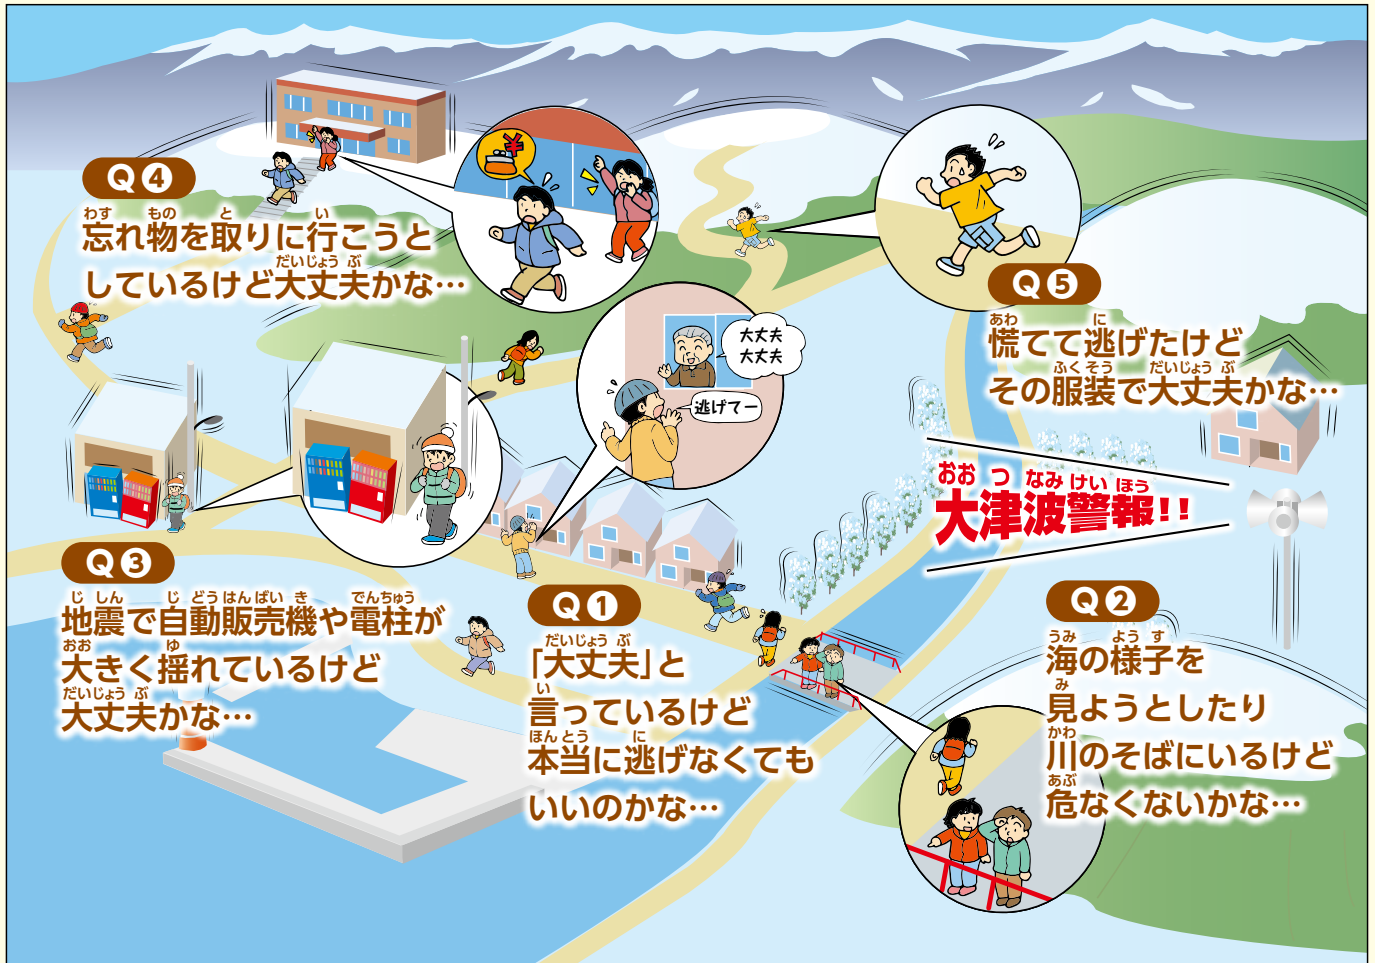 Q4
忘れ物を取りに行こうと
しているけど大丈夫かな…
¥
Q5
慌てて逃げたけど
その服装で大丈夫かな…
大丈夫
大丈夫
逃げてー
大津波警報!!
Q3
地震で自動販売機や電柱が
大きく揺れているけど
大丈夫かな…
Q1
「大丈夫」と
言っているけど
本当に逃げなくても
いいのかな…
Q2
海の様子を
見ようとしたり
川のそばにいるけど
危なくないかな…